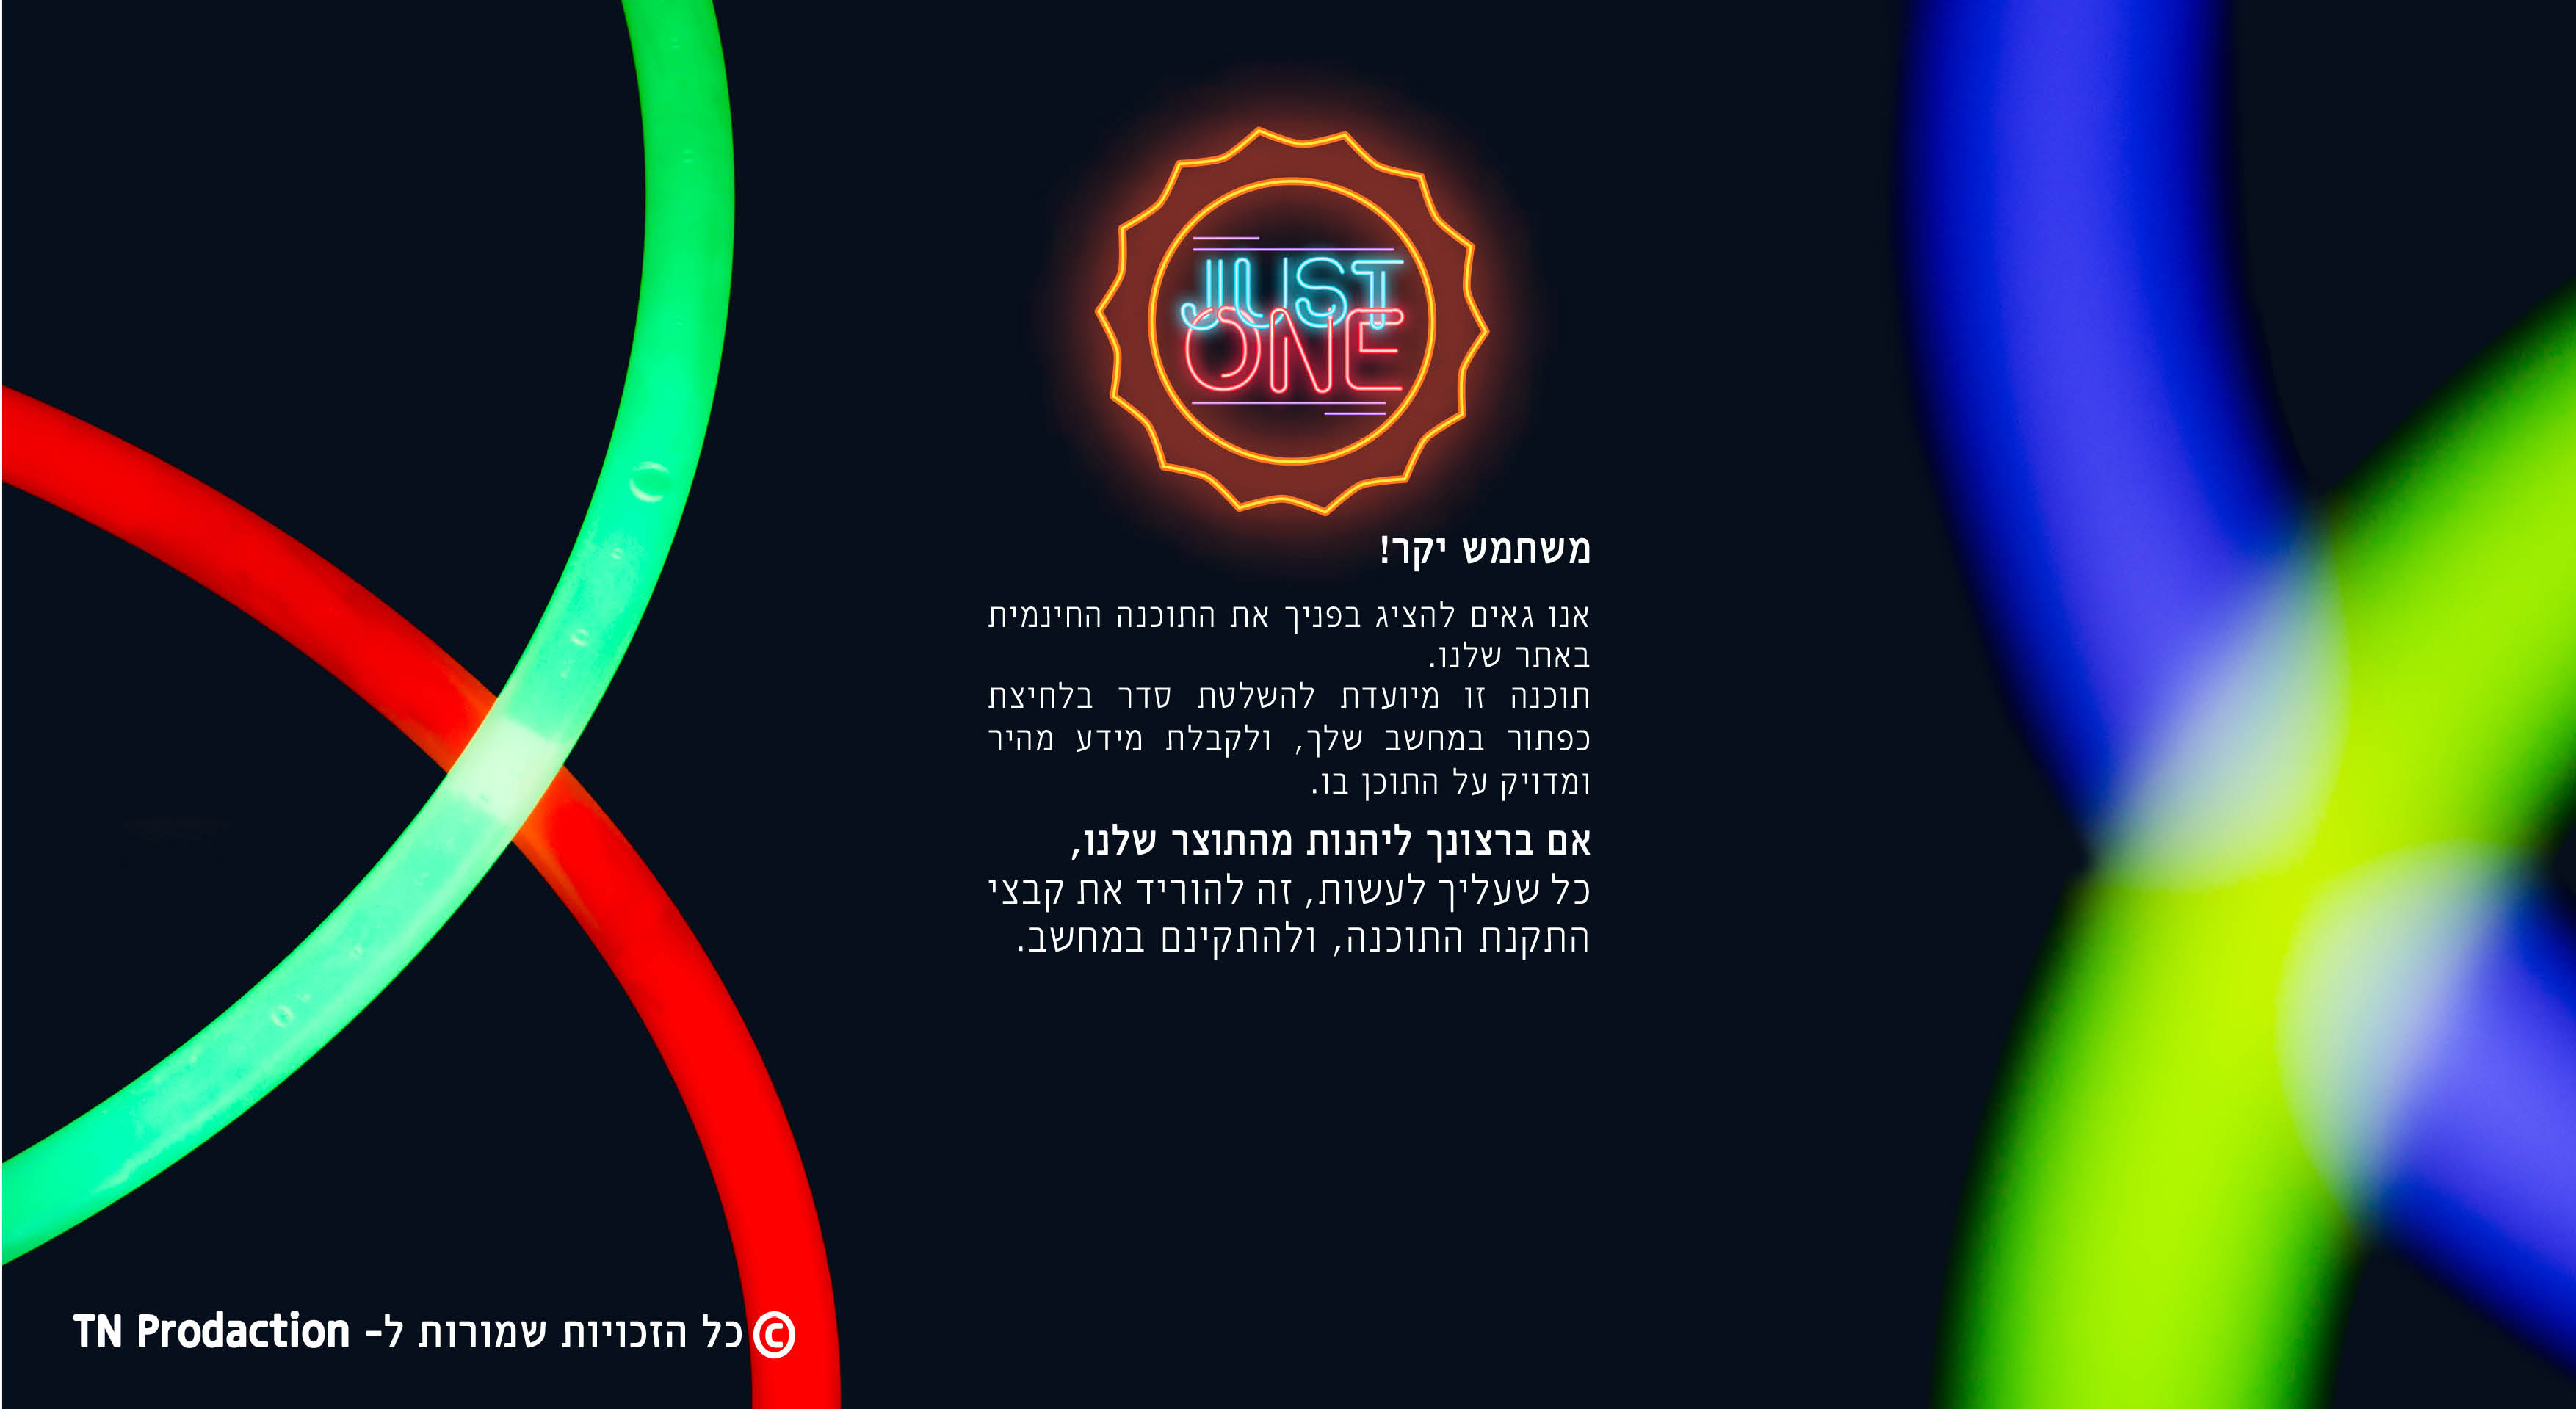 JUST
ONE
משתמש יקר!
אנו גאים להציג בפניך את התוכנה החינמית
באתר שלנו.
תוכנה זו מיועדת להשלטת סדר בלחיצת
כפתור במחשב שלך, ולקבלת מידע מהיר
ומדויק על התוכן בו.
אם ברצונך ליהנות מהתוצר שלנו,
כל שעליך לעשות, זה להוריד את קבצי
התקנת התוכנה, ולהתקינם במחשב.
© כל הזכויות שמורות ל- TN Prodaction